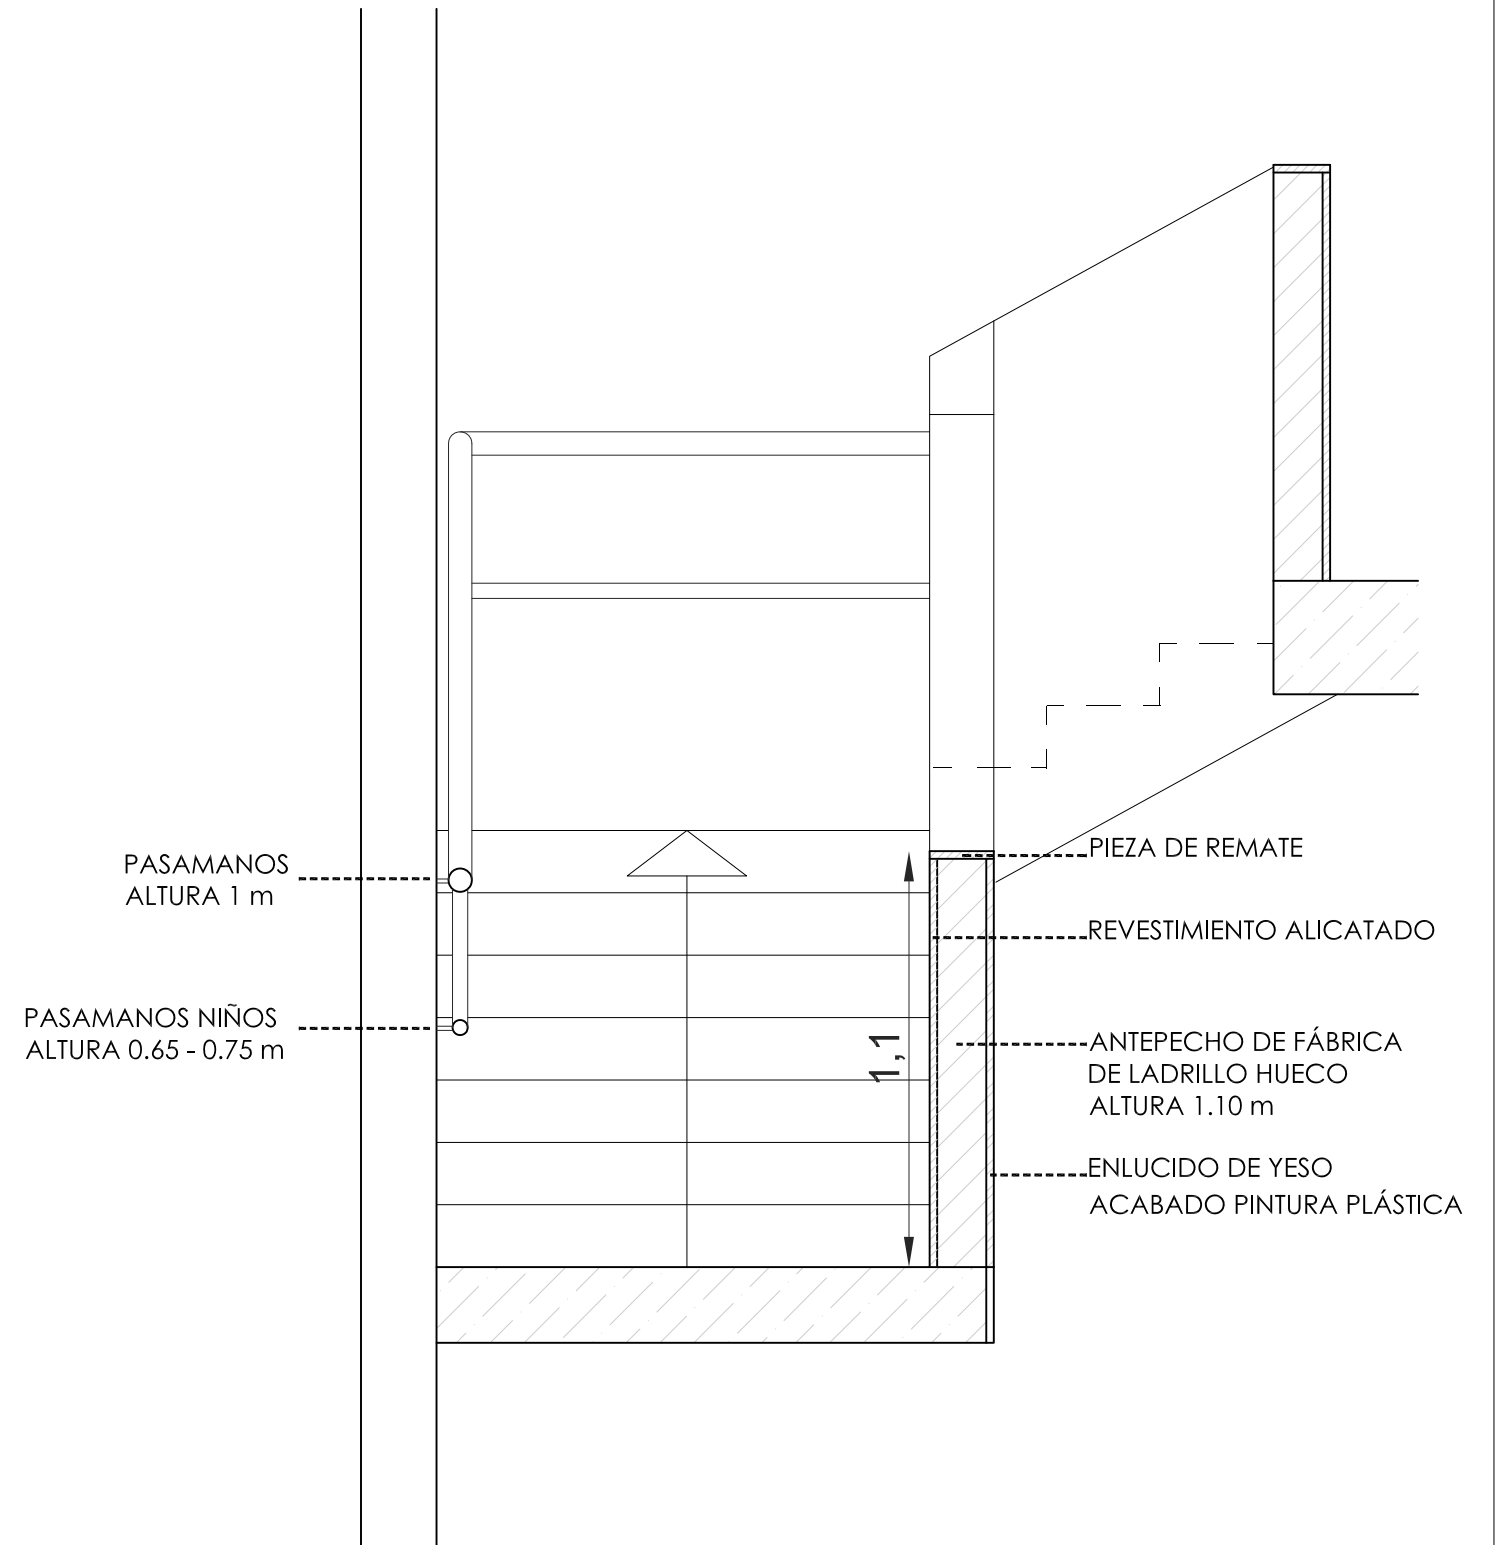 PASAMANOS
ALTURA 1 m
PASAMANOS NIÑOS
ALTURA 0.65 - 0.75 m
1,1
PIEZA DE REMATE
REVESTIMIENTO ALICATADO
ANTEPECHO DE FÁBRICA
DE LADRILLO HUECO
ALTURA 1.10 m
ENLUCIDO DE YESO
ACABADO PINTURA PLÁSTICA